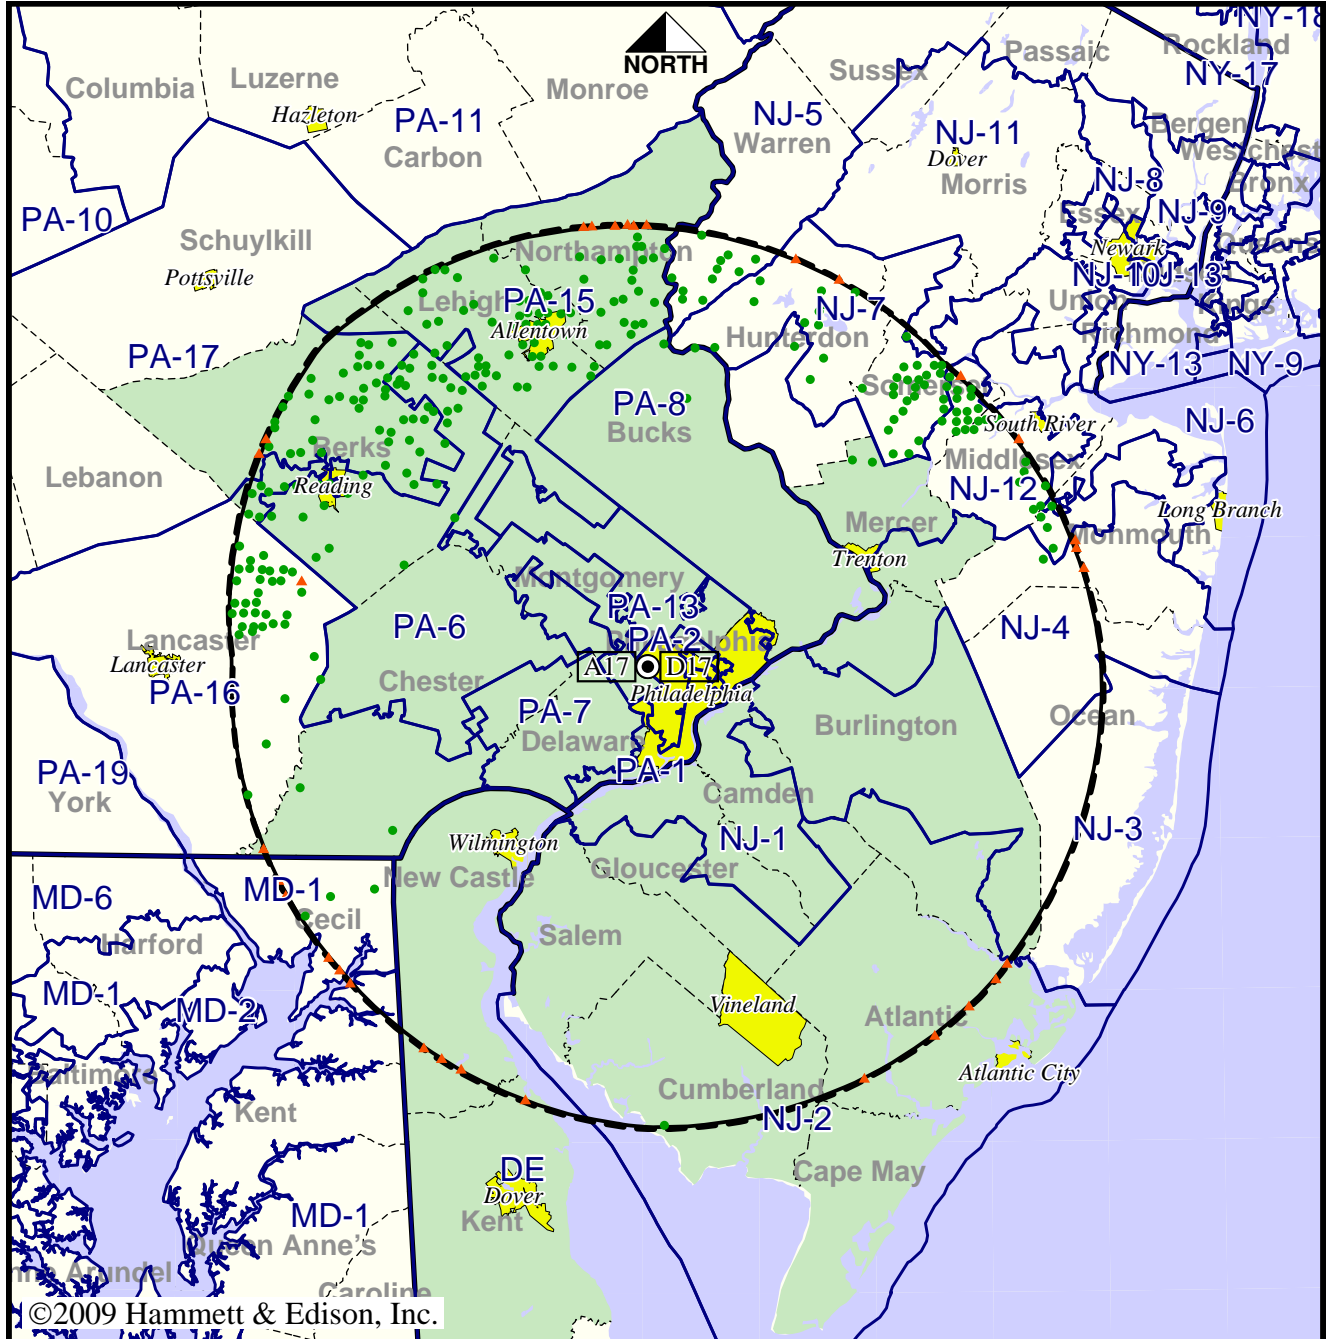 NORTH
NY-18
Rockland
NY-17
Passaic
Sussex
Columbia
Luzerne
Hazleton
Monroe
NJ-5
Warren
PA-11
Carbon
NJ-11
Dover
Morris
Bergen
NJ-8
Bronx
Essex
NJ-9
PA-10
Schuylkill
Pottsville
Northampton
Newark
NJ-10
NJ-13
Union
Kings
Richmond
NY-13
NY-9
Lehigh
PA-15
Allentown
NJ-7
Hunterdon
PA-17
Somerset
PA-8
Bucks
South River
NJ-6
Berks
Reading
Lebanon
Middlesex
NJ-12
Long Branch
Monmouth
Mercer
Trenton
Montgomery
PA-13
PA-2
Philadelphia
A17
D17
Philadelphia
PA-6
Chester
Lancaster
Lancaster
PA-16
NJ-4
Ocean
Burlington
PA-7
Delaware
PA-1
PA-19
York
Camden
NJ-1
NJ-3
Wilmington
New Castle
Gloucester
MD-6
Harford
MD-1
Cecil
Salem
MD-1
MD-2
Vineland
Atlantic
Atlantic City
Baltimore
Kent
Cumberland
NJ-2
Cape May
DE
Dover
Kent
MD-1
Queen Anne's
Caroline
©2009 Hammett & Edison, Inc.